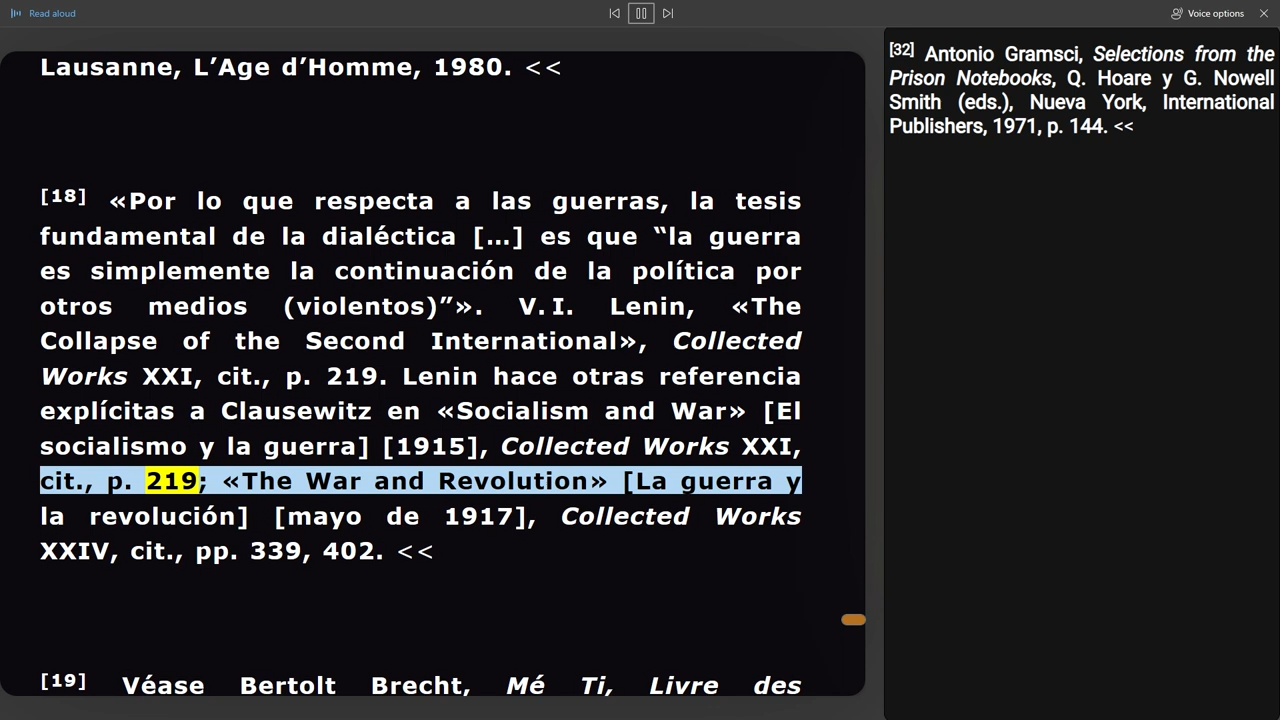 Read aloud
Voice options
Lausanne, L’Age d’Homme, 1980. <<
[18] «Por lo que respecta a las guerras, la tesis
fundamental de la dialéctica [...] es que “la guerra
es simplemente la continuación de la política por
otros medios (violentos)”». V. I. Lenin, «The
Collapse of the Second International», Collected
Works XXI, cit., p. 219. Lenin hace otras referencia
explícitas a Clausewitz en «Socialism and War» [El
socialismo y la guerra] [1915], Collected Works XXI,
cit., p. 219; «The War and Revolution» [La guerra y
la revolución] [mayo de 1917], Collected Works
XXIV, cit., pp. 339, 402. <<
[19] Véase Bertolt Brecht, Mé Ti, Livre des
[32] Antonio Gramsci, Selections from the
Prison Notebooks, Q. Hoare y G. Nowell
Smith (eds.), Nueva York, International
Publishers, 1971, p. 144. <<